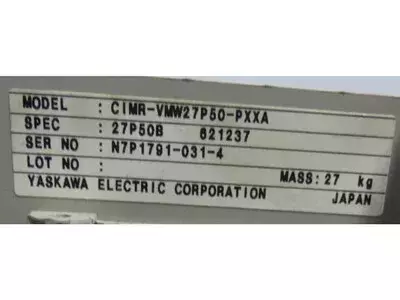 MODEL : CIMR-VMW27P50-PXXA
SPEC : 27P50B 621237
SER NO : N7P1791-031-4
LOT NO : MASS: 27 kg
YASKAWA ELECTRIC CORPORATION JAPAN